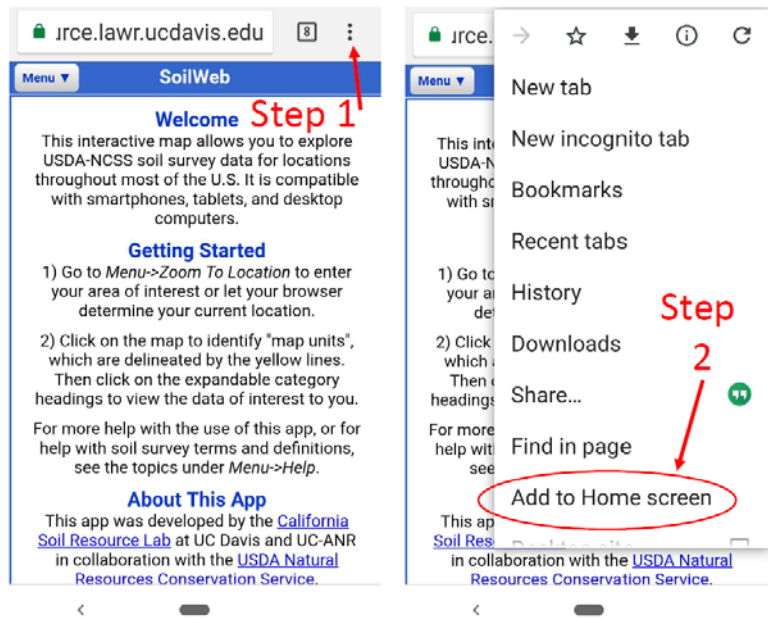 urce.lawr.ucdavis.edu
8
Menu ▼
SoilWeb
Step 1
Welcome
This interactive map allows you to explore
USDA-NCSS soil survey data for locations
throughout most of the U.S. It is compatible
with smartphones, tablets, and desktop
computers.
Getting Started
1) Go to Menu->Zoom To Location to enter
your area of interest or let your browser
determine your current location.
2) Click on the map to identify "map units",
which are delineated by the yellow lines.
Then click on the expandable category
headings to view the data of interest to you.
For more help with the use of this app, or for
help with soil survey terms and definitions,
see the topics under Menu->Help.
About This App
This app was developed by the California
Soil Resource Lab at UC Davis and UC-ANR
in collaboration with the USDA Natural
Resources Conservation Service.
urce.
Menu ▼
This inte
USDA-N
througho
with sm
1) Go to
your ar
det
2) Click
which a
Then c
headings
For more
help wit
see
This ap
Soil Res
in collaboration with the USDA Natural
Resources Conservation Service.
New tab
New incognito tab
Bookmarks
Recent tabs
History
Downloads
Share...
Find in page
Add to Home screen
Desktop site
Step
2